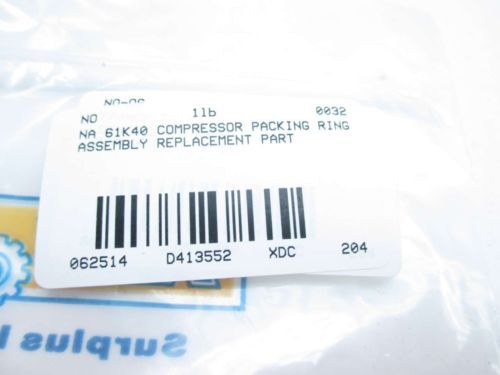 NO 11b 0032
NA 61K40 COMPRESSOR PACKING RING
ASSEMBLY REPLACEMENT PART
062514 D413552 XDC 204
Surplus